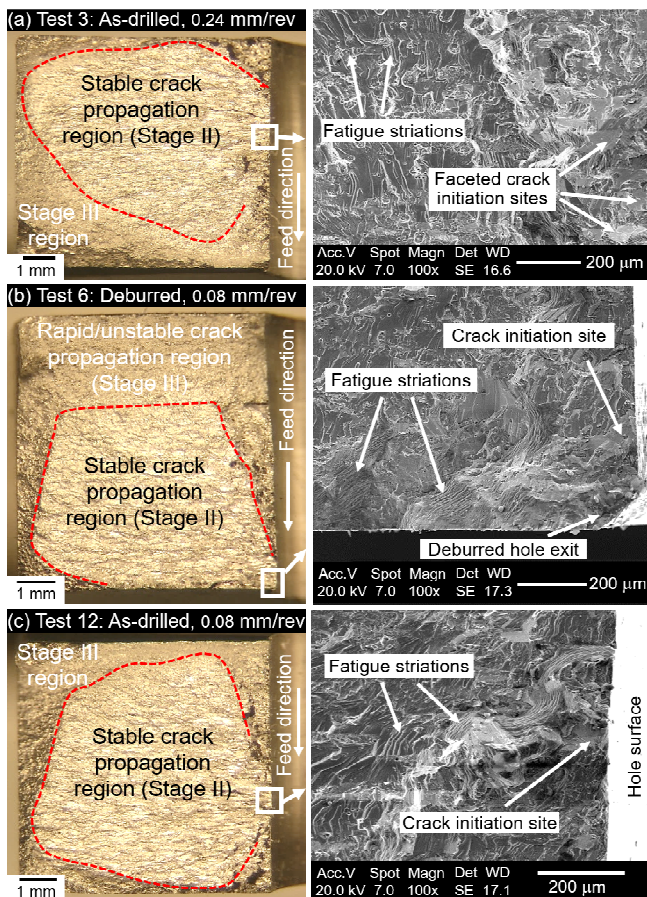 (a) Test 3: As-drilled, 0.24 mm/rev
Stable crack
propagation
region (Stage II)
Stage III
region
Feed direction
1 mm
Fatigue striations
Faceted crack
initiation sites
Acc.V Spot Magn Det WD
20.0 kV 7.0 100x SE 16.6
200 μm
(b) Test 6: Deburred, 0.08 mm/rev
Rapid/unstable crack
propagation region
(Stage III)
Stable crack
propagation
region (Stage II)
Feed direction
1 mm
Crack initiation site
Fatigue striations
Deburred hole exit
Acc.V Spot Magn Det WD
20.0 kV 7.0 100x SE 17.3
200 μm
(c) Test 12: As-drilled, 0.08 mm/rev
Stage III
region
Stable crack
propagation
region (Stage II)
Feed direction
1 mm
Fatigue striations
Crack initiation site
Hole surface
Acc.V Spot Magn Det WD
20.0 kV 7.0 100x SE 17.1
200 μm